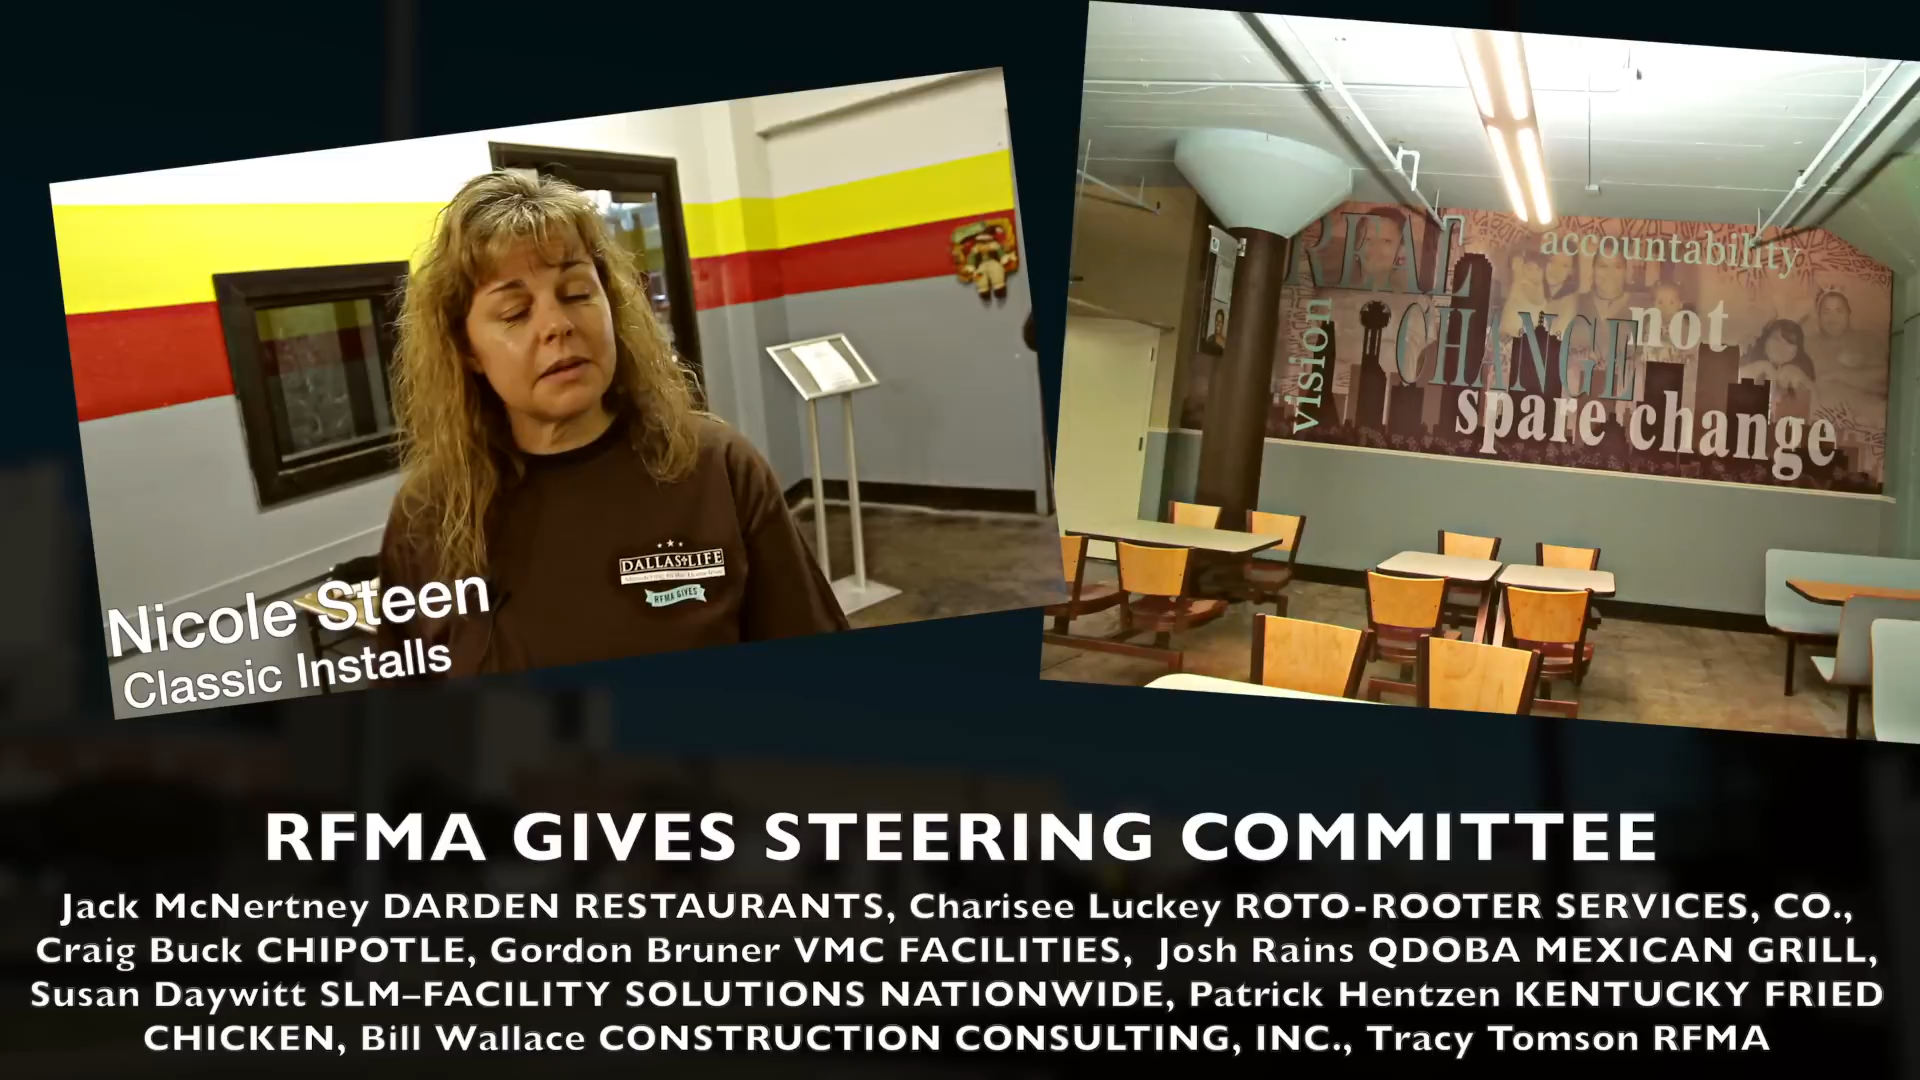 Nicole Steen
Classic Installs
DALLAS LIFE
RFMA GIVES
REAL
accountability
vision
CHANGE
not
spare change
RFMA GIVES STEERING COMMITTEE
Jack McNertney DARDEN RESTAURANTS, Charisee Luckey ROTO-ROOTER SERVICES, CO.,
Craig Buck CHIPOTLE, Gordon Bruner VMC FACILITIES, Josh Rains QDOBA MEXICAN GRILL,
Susan Daywitt SLM–FACILITY SOLUTIONS NATIONWIDE, Patrick Hentzen KENTUCKY FRIED
CHICKEN, Bill Wallace CONSTRUCTION CONSULTING, INC., Tracy Tomson RFMA